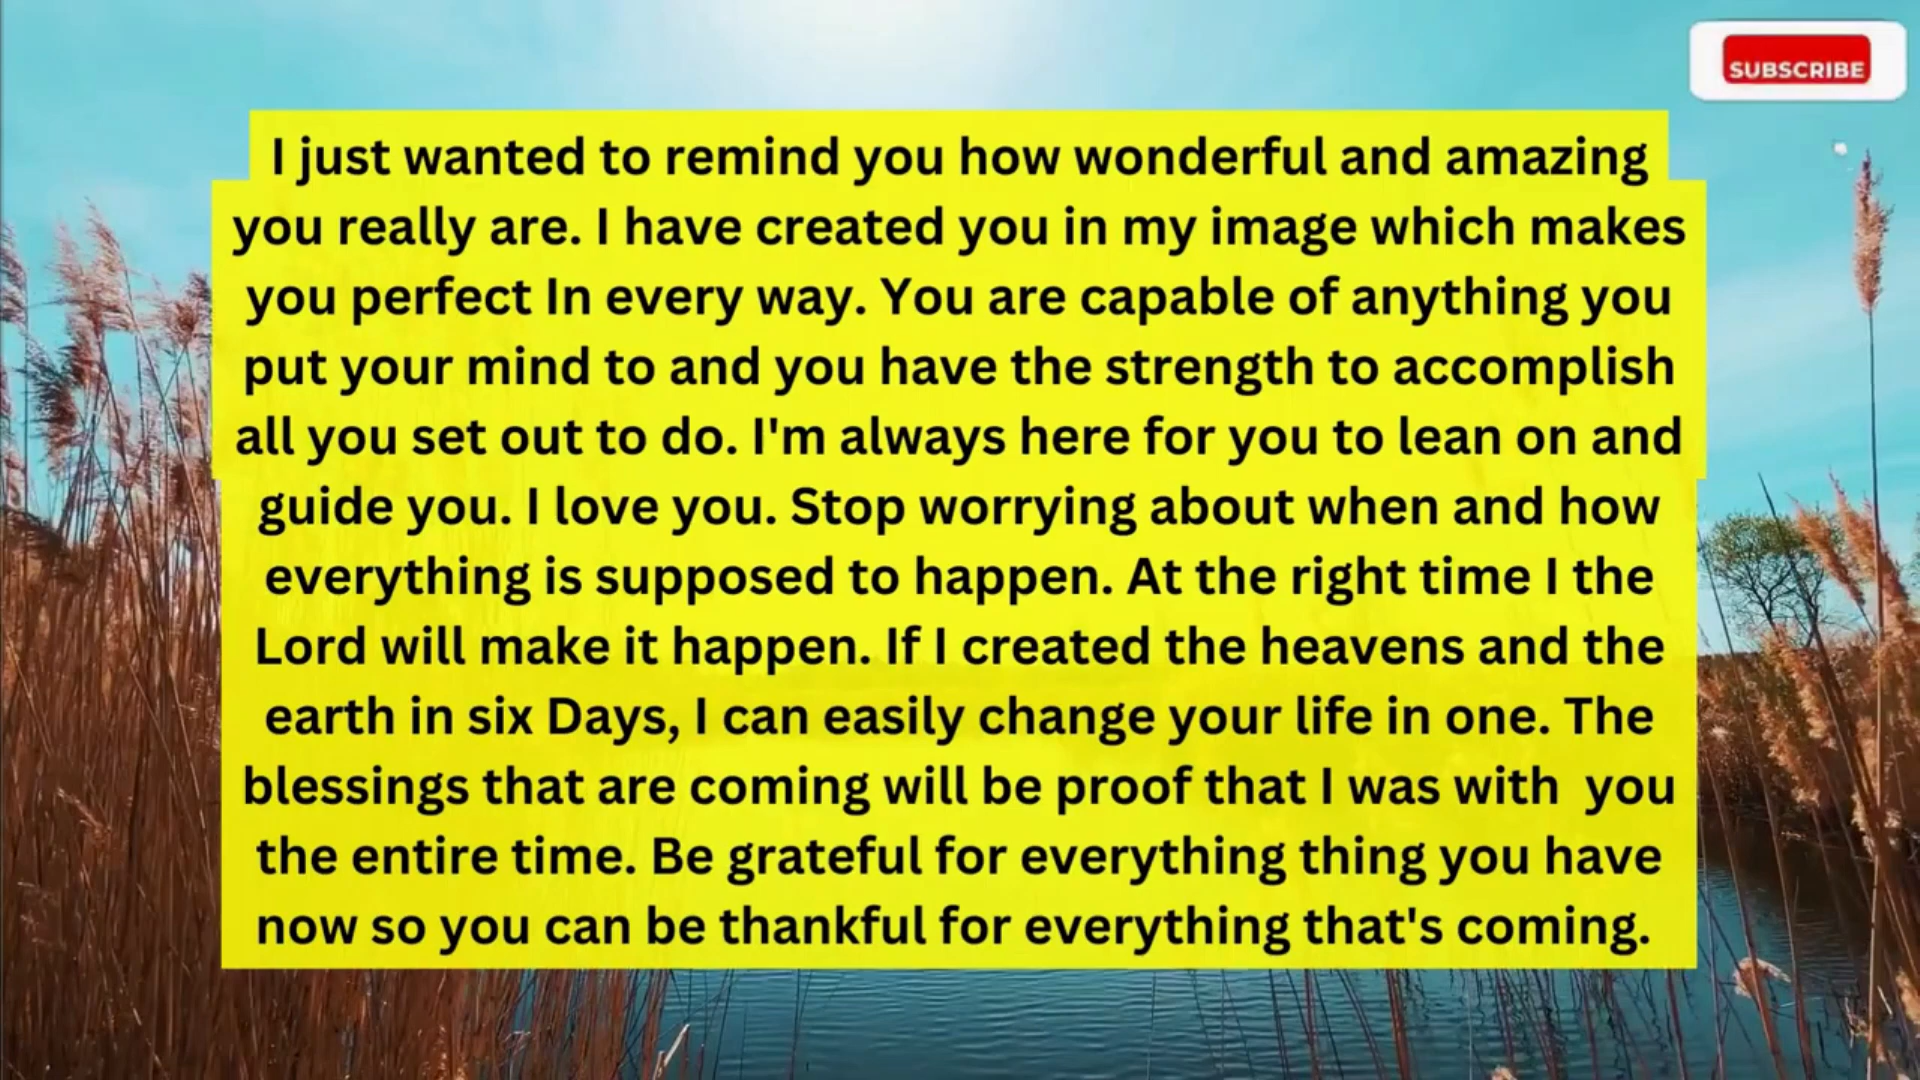 SUBSCRIBE
I just wanted to remind you how wonderful and amazing
you really are. I have created you in my image which makes
you perfect In every way. You are capable of anything you
put your mind to and you have the strength to accomplish
all you set out to do. I'm always here for you to lean on and
guide you. I love you. Stop worrying about when and how
everything is supposed to happen. At the right time I the
Lord will make it happen. If I created the heavens and the
earth in six Days, I can easily change your life in one. The
blessings that are coming will be proof that I was with  you
the entire time. Be grateful for everything thing you have
now so you can be thankful for everything that's coming.